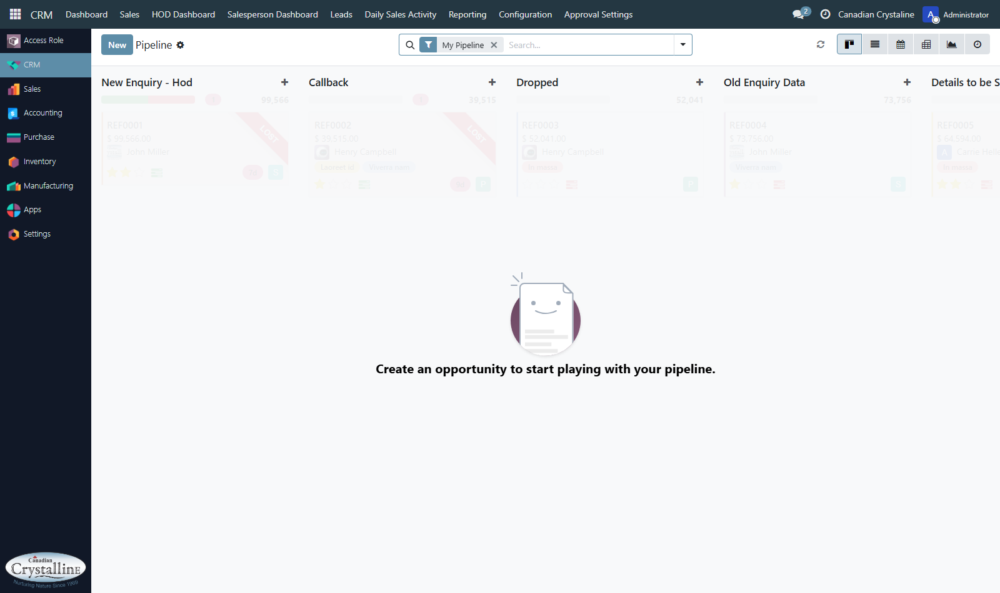 CRM Dashboard Sales HOD Dashboard Salesperson Dashboard Leads Daily Sales Activity Reporting Configuration Approval Settings 2 Canadian Crystaline A Administrator
Access Role
CRM
Sales
Accounting
Purchase
Inventory
Manufacturing
Apps
Settings
Canadian
Crystalline
Nurturing Nature Since 1969
New Pipeline My Pipeline Search...
New Enquiry - Hod
99,566
REF0001
$ 99,566.00
John Miller
LOST
7d S
Callback
39,515
REF0002
$ 39,515.00
Henry Campbell
LOST
Laoreet id Viverra nam
9d P
Dropped
52,041
REF0003
$ 52,041.00
Henry Campbell
In massa
P
Old Enquiry Data
73,756
REF0004
$ 73,756.00
John Miller
Viverra nam
S
Details to be S
REF0005
$ 64,594.00
A Carrie Helle
In massa
Create an opportunity to start playing with your pipeline.